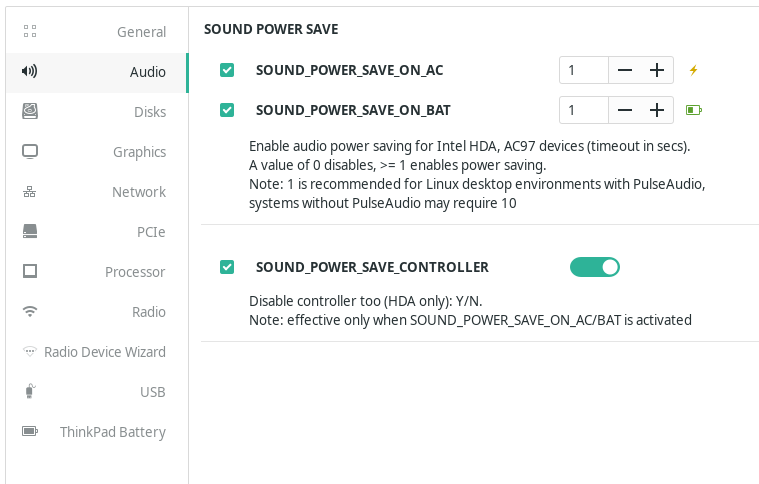 General
Audio
Disks
Graphics
Network
PCIe
Processor
Radio
Radio Device Wizard
USB
ThinkPad Battery
SOUND POWER SAVE
SOUND_POWER_SAVE_ON_AC 1
SOUND_POWER_SAVE_ON_BAT 1
Enable audio power saving for Intel HDA, AC97 devices (timeout in secs).
A value of 0 disables, >= 1 enables power saving.
Note: 1 is recommended for Linux desktop environments with PulseAudio,
systems without PulseAudio may require 10
SOUND_POWER_SAVE_CONTROLLER
Disable controller too (HDA only): Y/N.
Note: effective only when SOUND_POWER_SAVE_ON_AC/BAT is activated